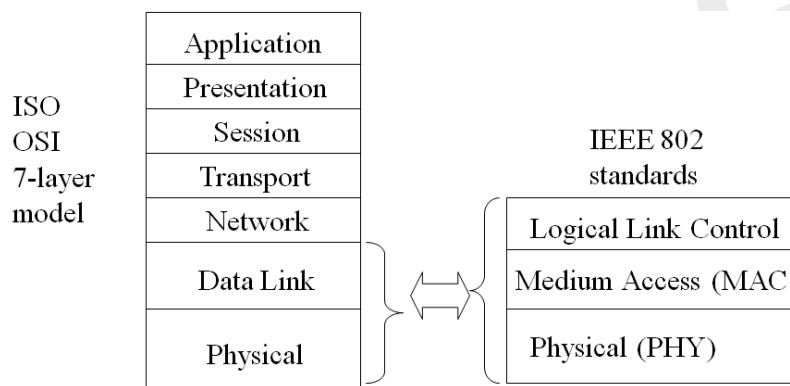 ISO
OSI
7-layer
model
Application
Presentation
Session
Transport
Network
Data Link
Physical
IEEE 802
standards
Logical Link Control
Medium Access (MAC
Physical (PHY)